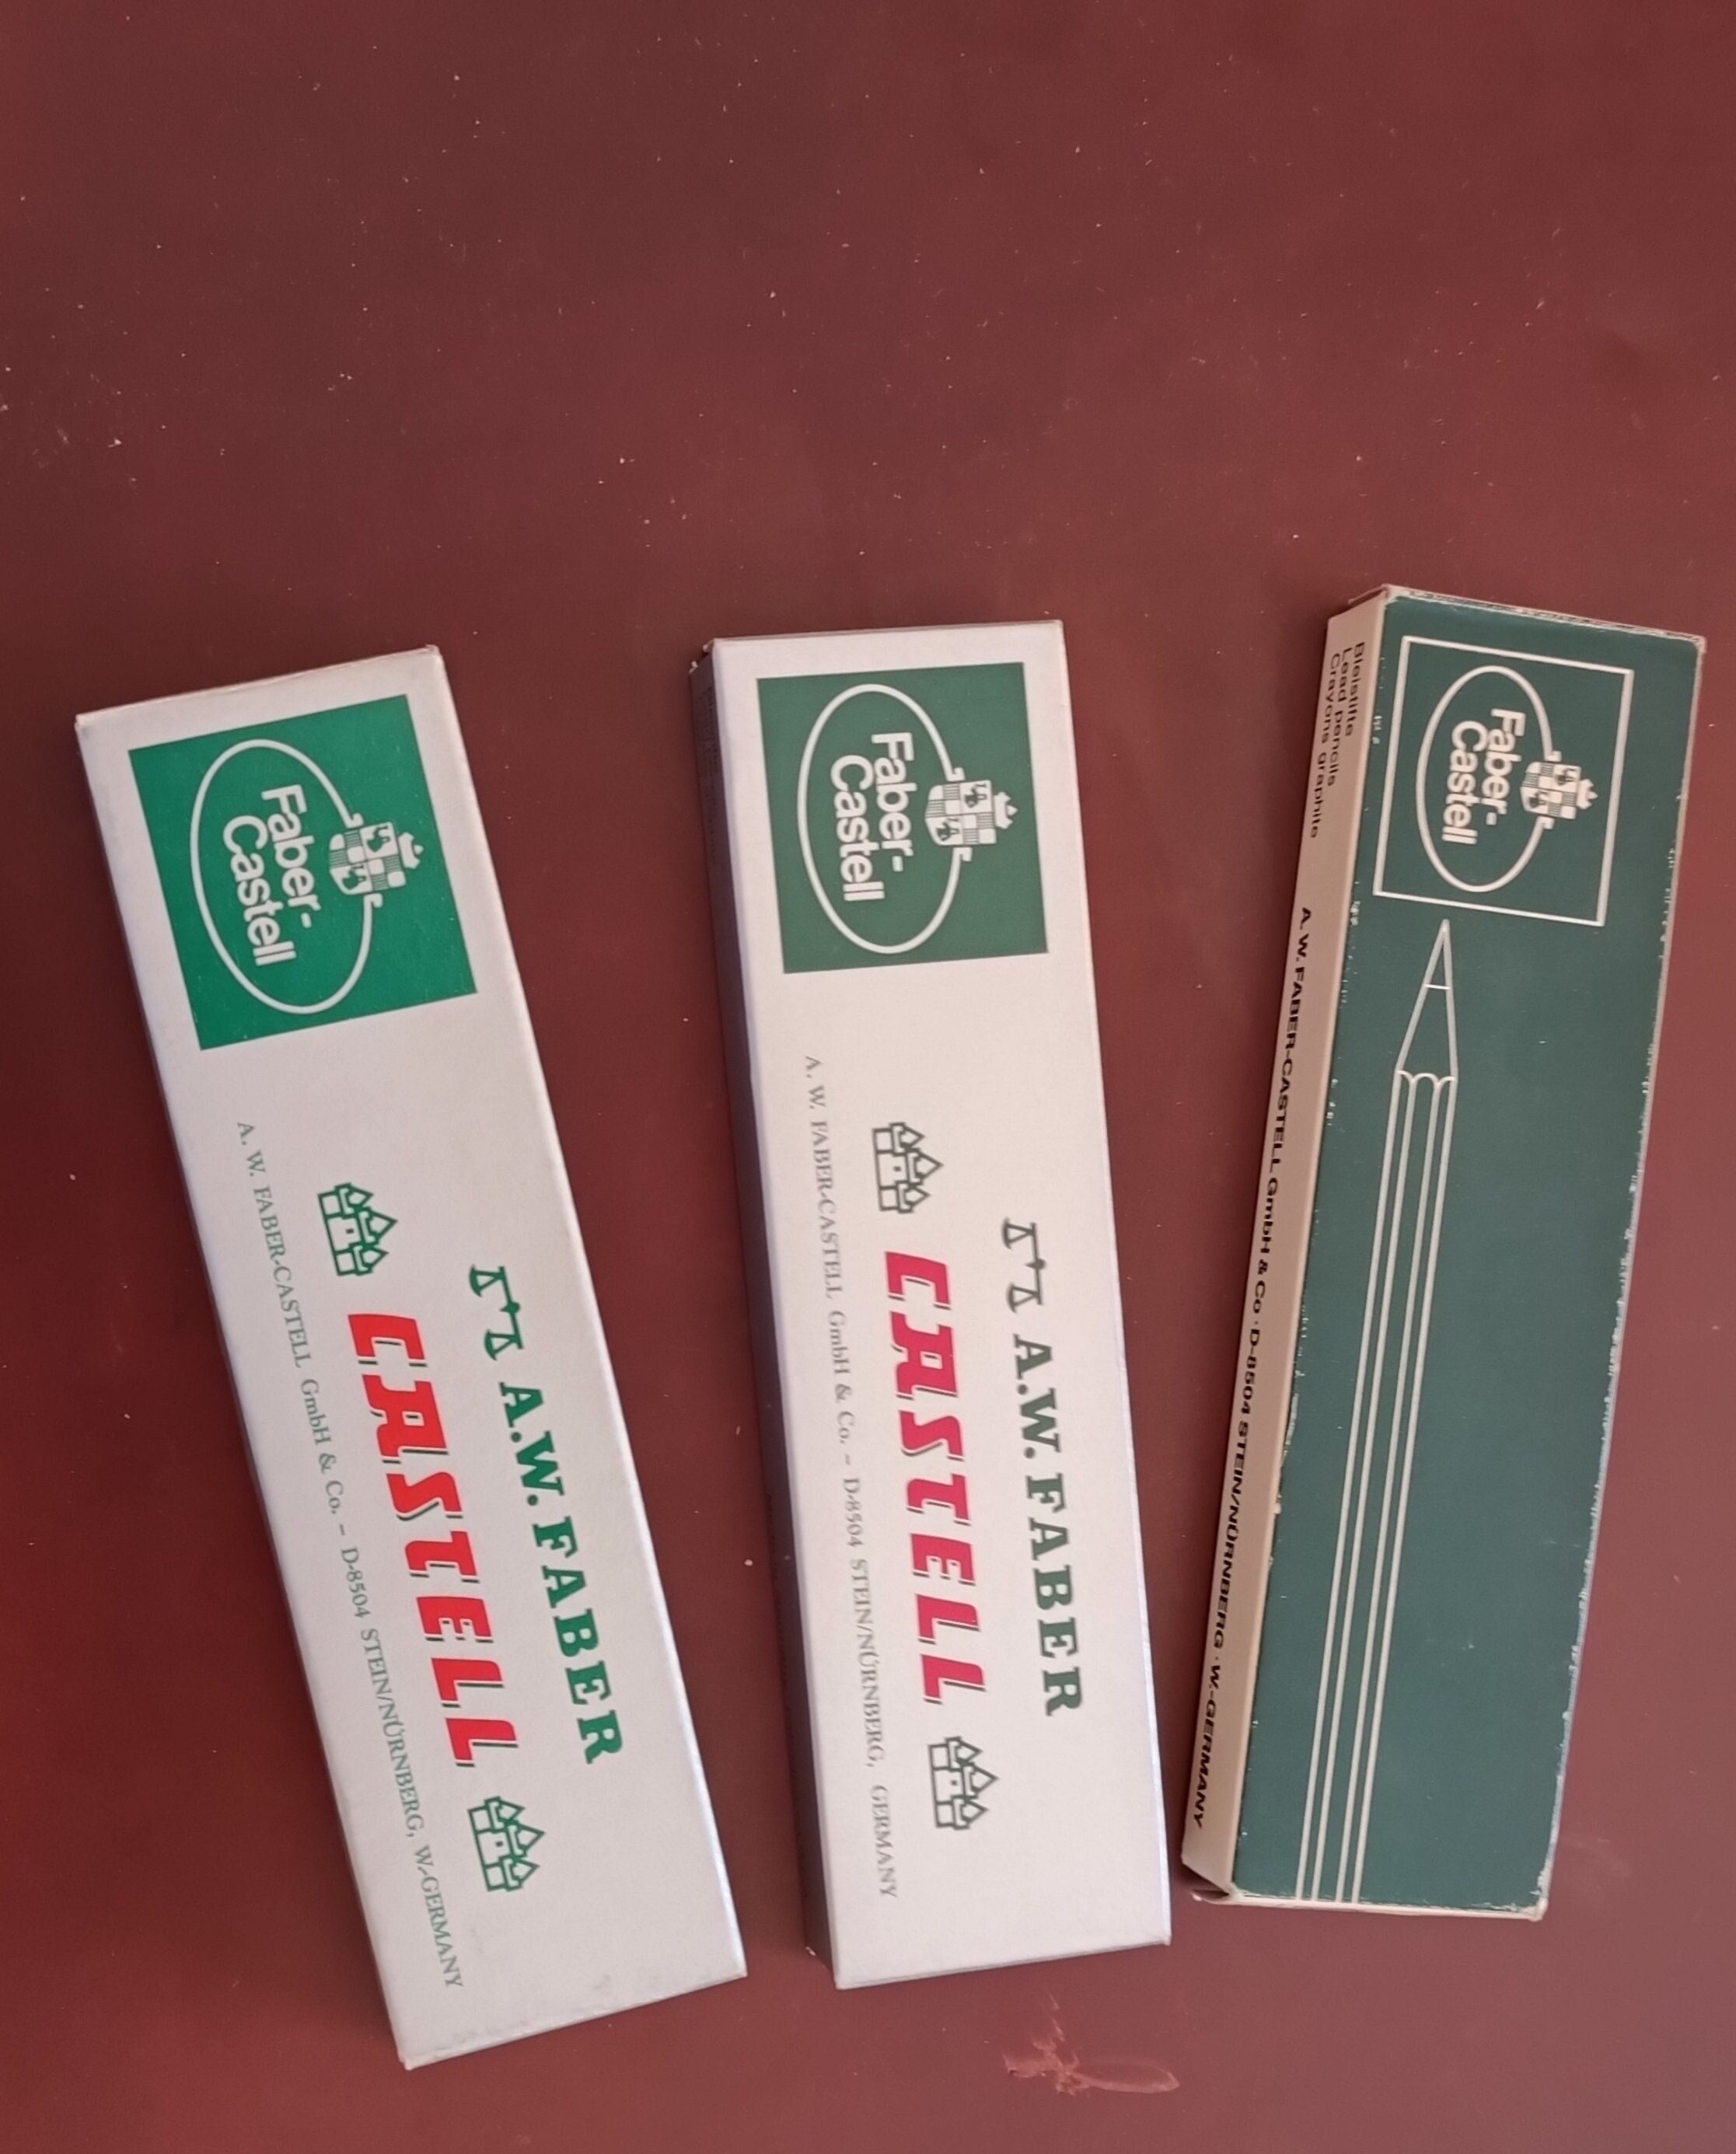 Faber-
Castell
A.W. FABER
CASTELL
A. W. FABER-CASTELL GmbH & Co. – D-8504 STEIN/NÜRNBERG, W.-GERMANY
Faber-
Castell
A.W. FABER
CASTELL
A. W. FABER-CASTELL GmbH & Co. – D-8504 STEIN/NÜRNBERG, GERMANY
Faber-
Castell
Bleistifte
Lead pencils
Crayons graphite
A. W. FABER-CASTELL GmbH & Co · D-8504 STEIN/NÜRNBERG · W.-GERMANY